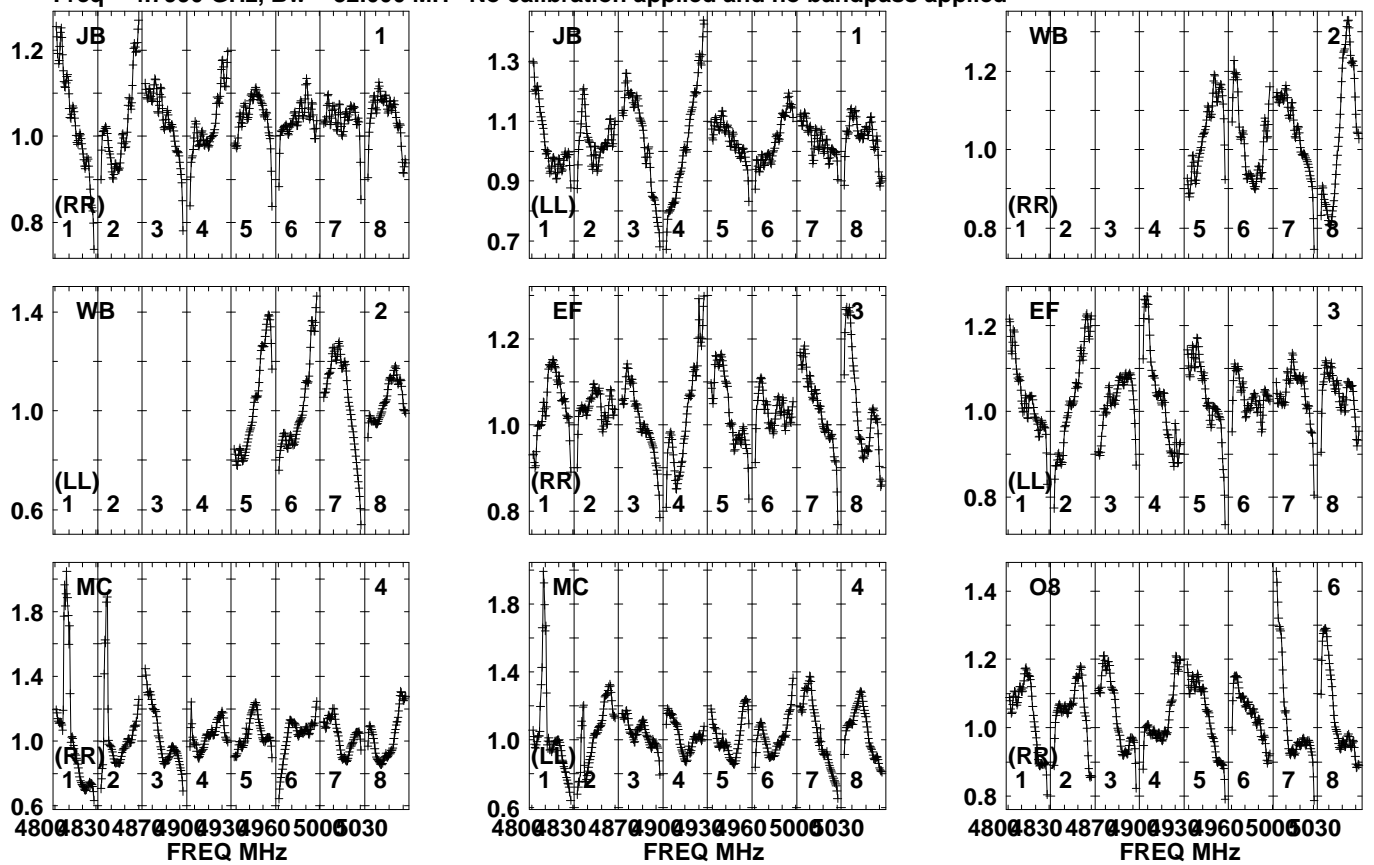 No calibration applied and no bandpass applied
JB 1
1.2
1.0
0.8
(RR)
1 2 3 4 5 6 7 8
JB 1
1.3
1.1
0.9
0.7
(LL)
1 2 3 4 5 6 7 8
WB 2
1.2
1.0
0.8
(RR)
1 2 3 4 5 6 7 8
WB 2
1.4
1.0
0.6
(LL)
1 2 3 4 5 6 7 8
EF 3
1.2
1.0
0.8
(RR)
1 2 3 4 5 6 7 8
EF 3
1.2
1.0
0.8
(LL)
1 2 3 4 5 6 7 8
MC 4
1.8
1.4
1.0
0.6
(RR)
1 2 3 4 5 6 7 8
4800 4830 4870 4900 4930 4960 5000 5030
FREQ MHz
MC 4
1.8
1.4
1.0
0.6
(LL)
1 2 3 4 5 6 7 8
4800 4830 4870 4900 4930 4960 5000 5030
FREQ MHz
O8 6
1.4
1.2
1.0
0.8
(RR)
1 2 3 4 5 6 7 8
4800 4830 4870 4900 4930 4960 5000 5030
FREQ MHz